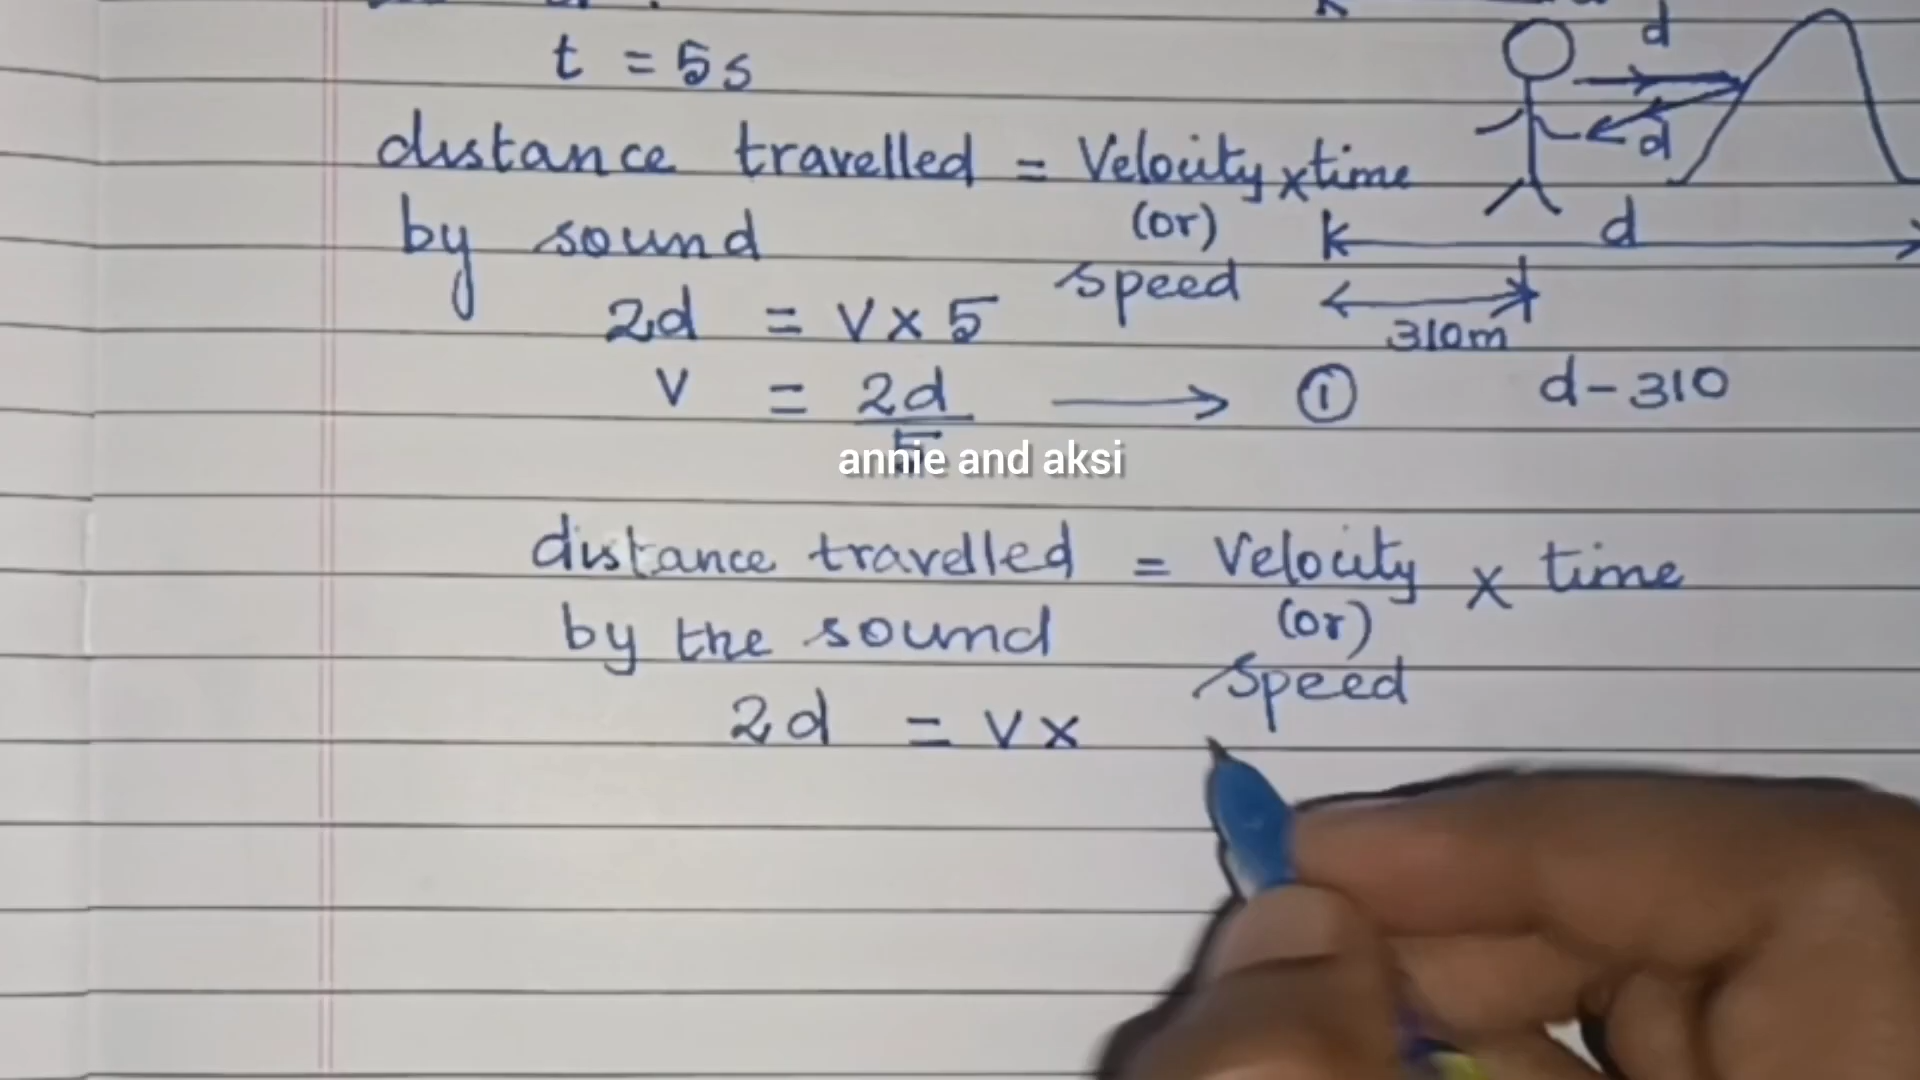 t = 5s
distance travelled = Velocity x time
by sound (or)
speed
2d = V x 5
V = 2d/5 → ①
d
d
k d
310m
d - 310
annie and aksi
distance travelled = Velocity x time
by the sound (or)
speed
2d = V x